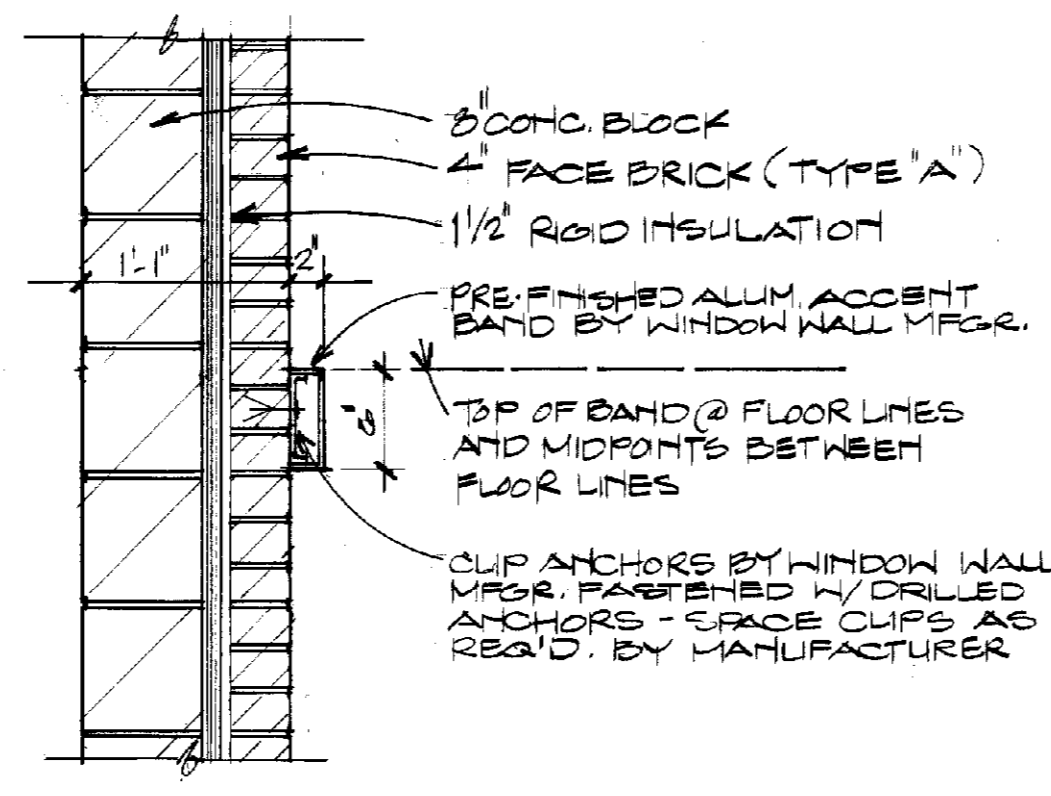 8" CONC. BLOCK
4" FACE BRICK (TYPE "A")
1 1/2" RIGID INSULATION
1'-1"
2"
PRE-FINISHED ALUM. ACCENT
BAND BY WINDOW WALL MFGR.
6"
TOP OF BAND @ FLOOR LINES
AND MIDPOINTS BETWEEN
FLOOR LINES
CLIP ANCHORS BY WINDOW WALL
MFGR. FASTENED W/ DRILLED
ANCHORS - SPACE CLIPS AS
REQ'D. BY MANUFACTURER